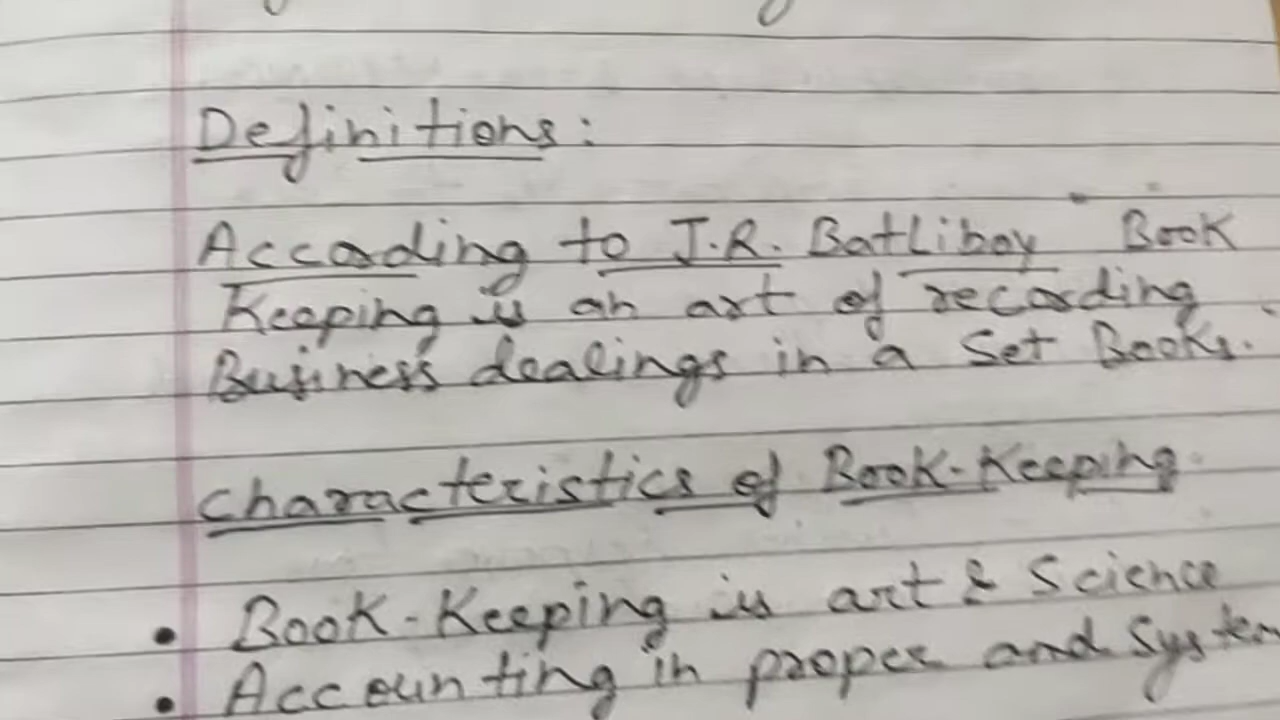 Definitions:
According to J.R. Batliboy Book
Keeping is an art of recording
Business dealings in a Set Books.
Characteristics of Book-Keeping.
• Book-Keeping is art & Science
• Accounting in proper and System